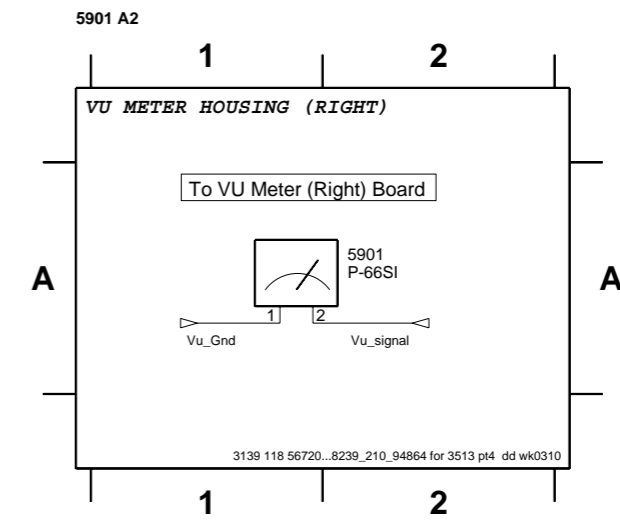 5901 A2
1 2
VU METER HOUSING (RIGHT)
To VU Meter (Right) Board
5901
P-66SI
A A
1 2
Vu_Gnd Vu_signal
3139 118 56720...8239_210_94864 for 3513 pt4 dd wk0310
1 2